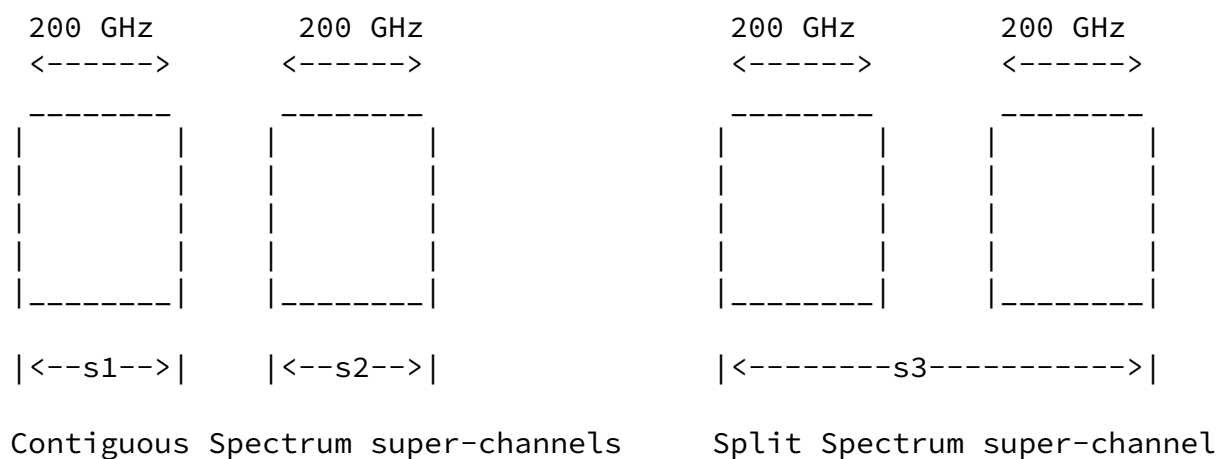 200 GHz 200 GHz 200 GHz 200 GHz
<------> <------> <------> <------>
|<--s1-->| |<--s2-->| |<--------s3----------->|
Contiguous Spectrum super-channels Split Spectrum super-channel